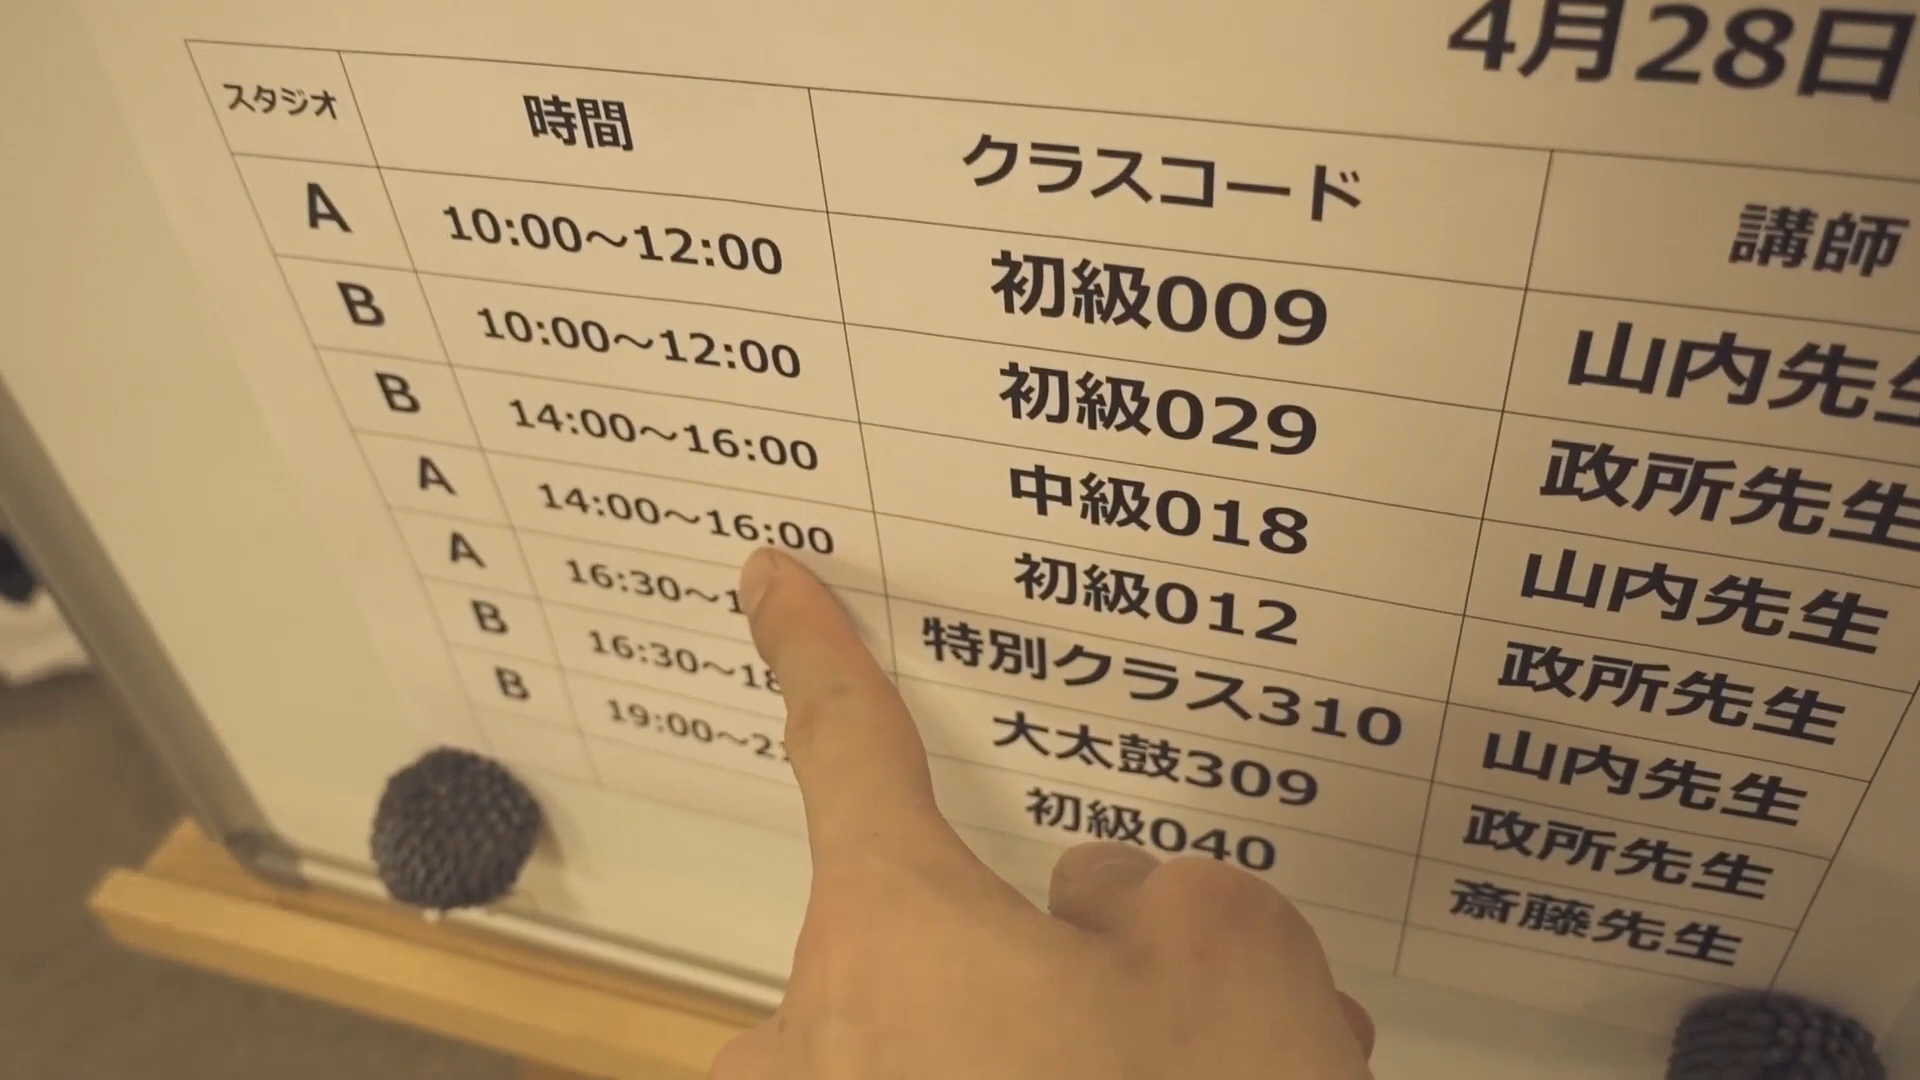 4月28日
スタジオ 時間 クラスコード 講師
A 10:00～12:00 初級009 山内先生
B 10:00～12:00 初級029 政所先生
B 14:00～16:00 中級018 山内先生
A 14:00～16:00 初級012 政所先生
A 16:30～1 特別クラス310 山内先生
B 16:30～18 大太鼓309 政所先生
B 19:00～21 初級040 斎藤先生